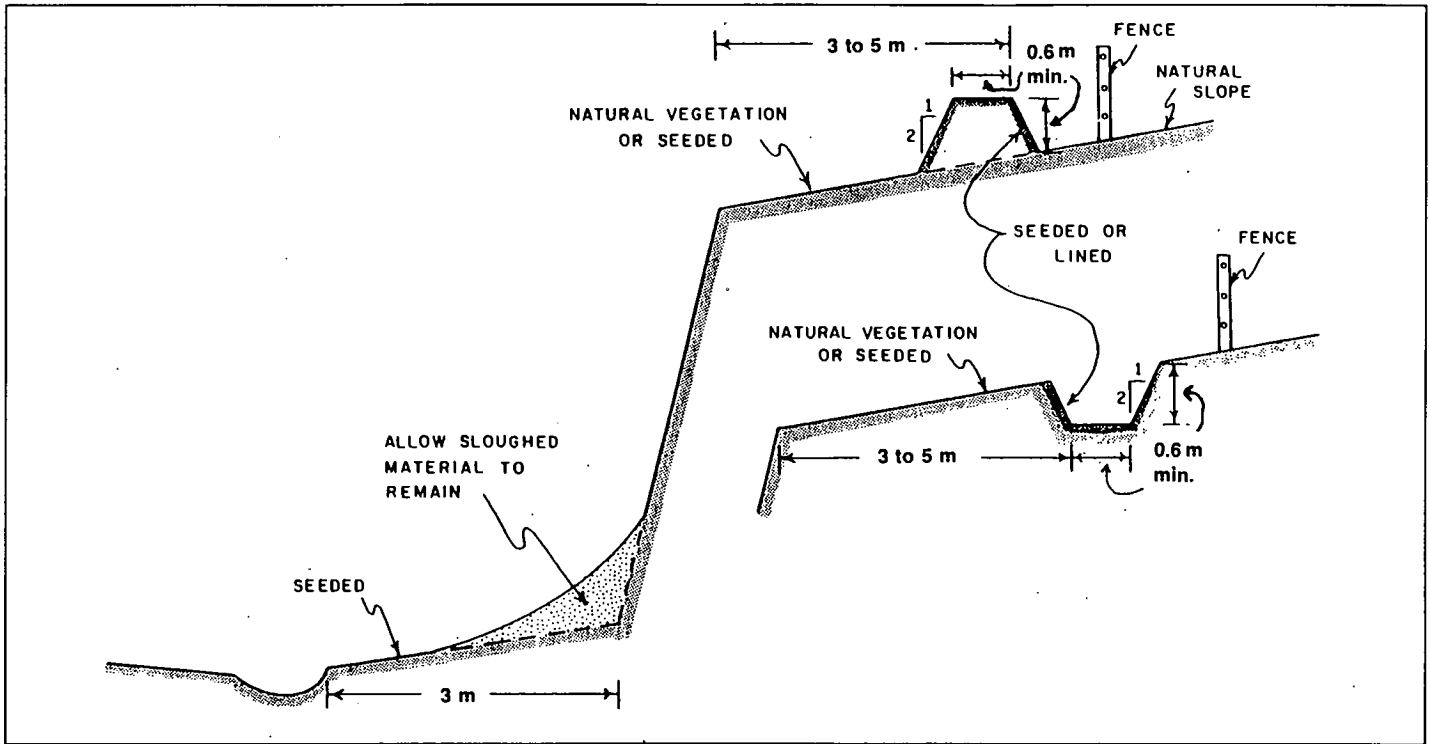 3 to 5 m
0.6 m
min.
FENCE
NATURAL
SLOPE
NATURAL VEGETATION
OR SEEDED
1
2
SEEDED OR
LINED
FENCE
NATURAL VEGETATION
OR SEEDED
1
2
ALLOW SLOUGHED
MATERIAL TO
REMAIN
3 to 5 m
0.6 m
min.
SEEDED
3 m